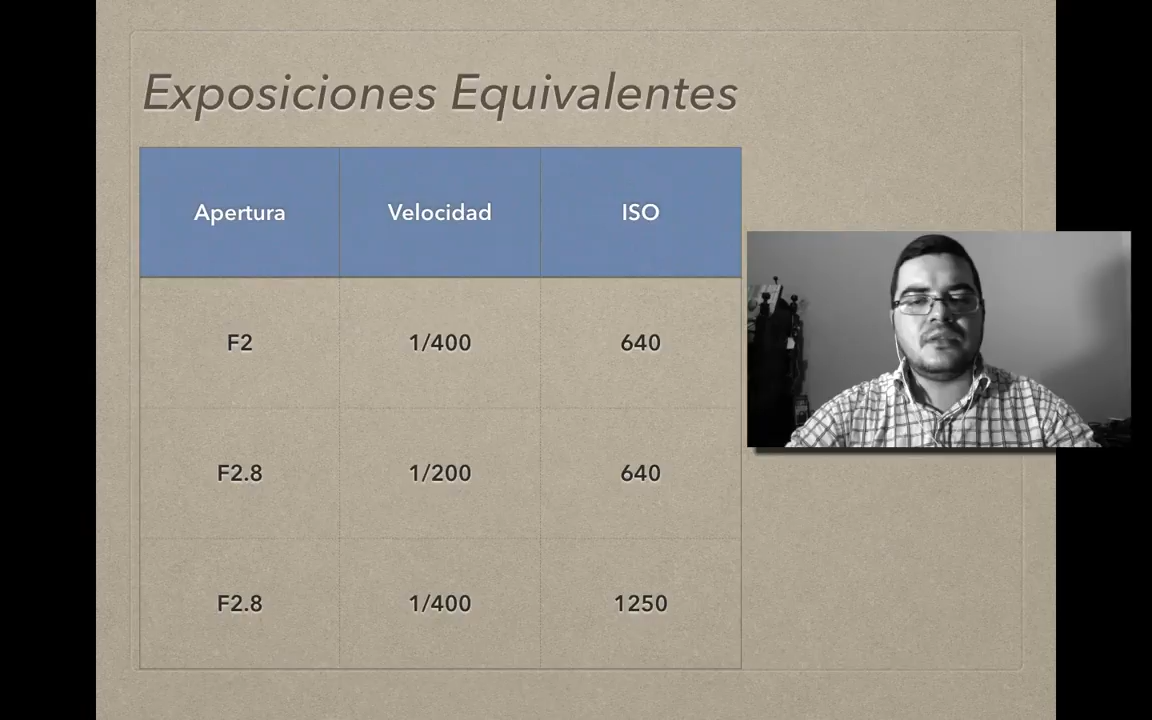 Exposiciones Equivalentes
Apertura Velocidad ISO
F2 1/400 640
F2.8 1/200 640
F2.8 1/400 1250